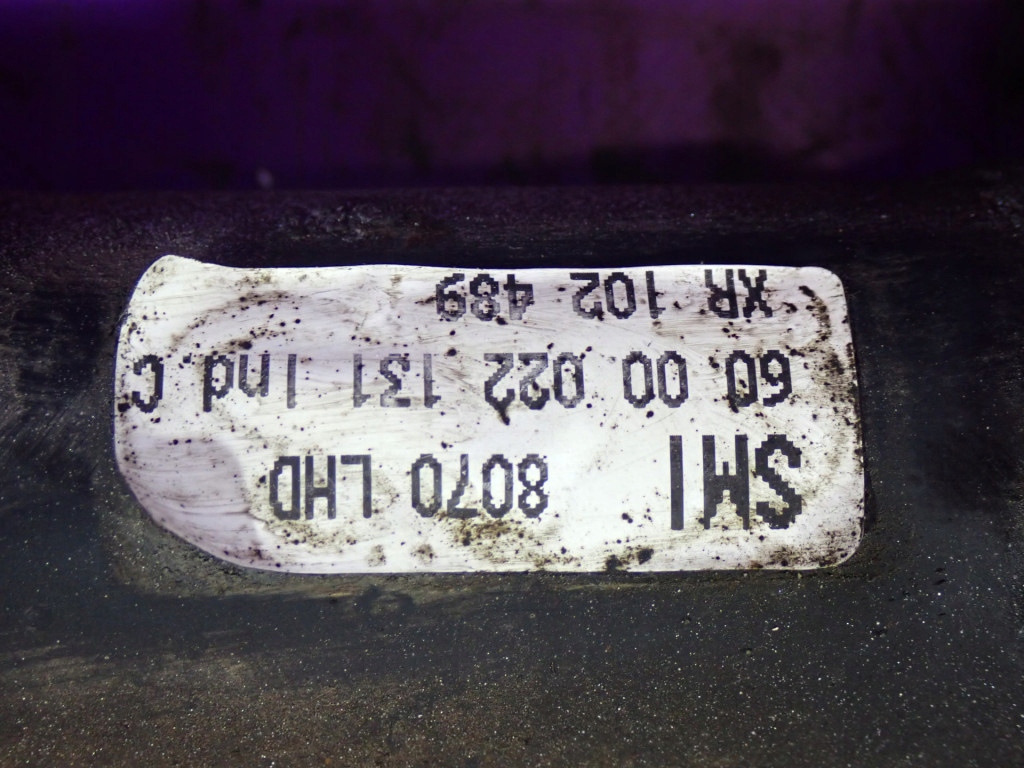 SMI 8070 LHD
60.00.022.131 Ind.C
XR 102 489